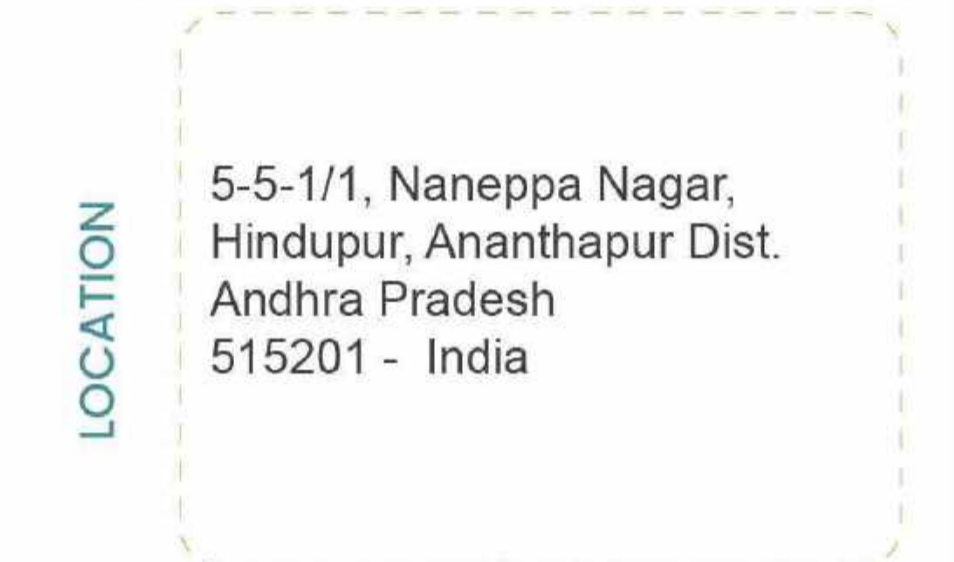 LOCATION
5-5-1/1, Naneppa Nagar,
Hindupur, Ananthapur Dist.
Andhra Pradesh
515201 - India